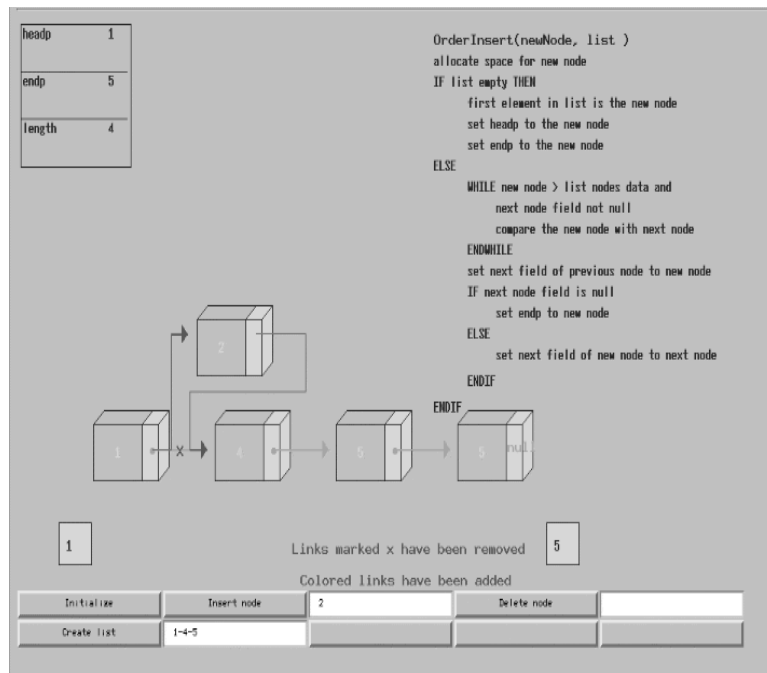 headp 1
endp 5
length 4
OrderInsert(newNode, list )
allocate space for new node
IF list empty THEN
first element in list is the new node
set headp to the new node
set endp to the new node
ELSE
WHILE new node > list nodes data and
next node field not null
compare the new node with next node
ENDWHILE
set next field of previous node to new node
IF next node field is null
set endp to new node
ELSE
set next field of new node to next node
ENDIF
ENDIF
2
1 x 4 5 5 null
1 5
Links marked x have been removed
Colored links have been added
Initialize Insert node 2 Delete node
Create list 1-4-5